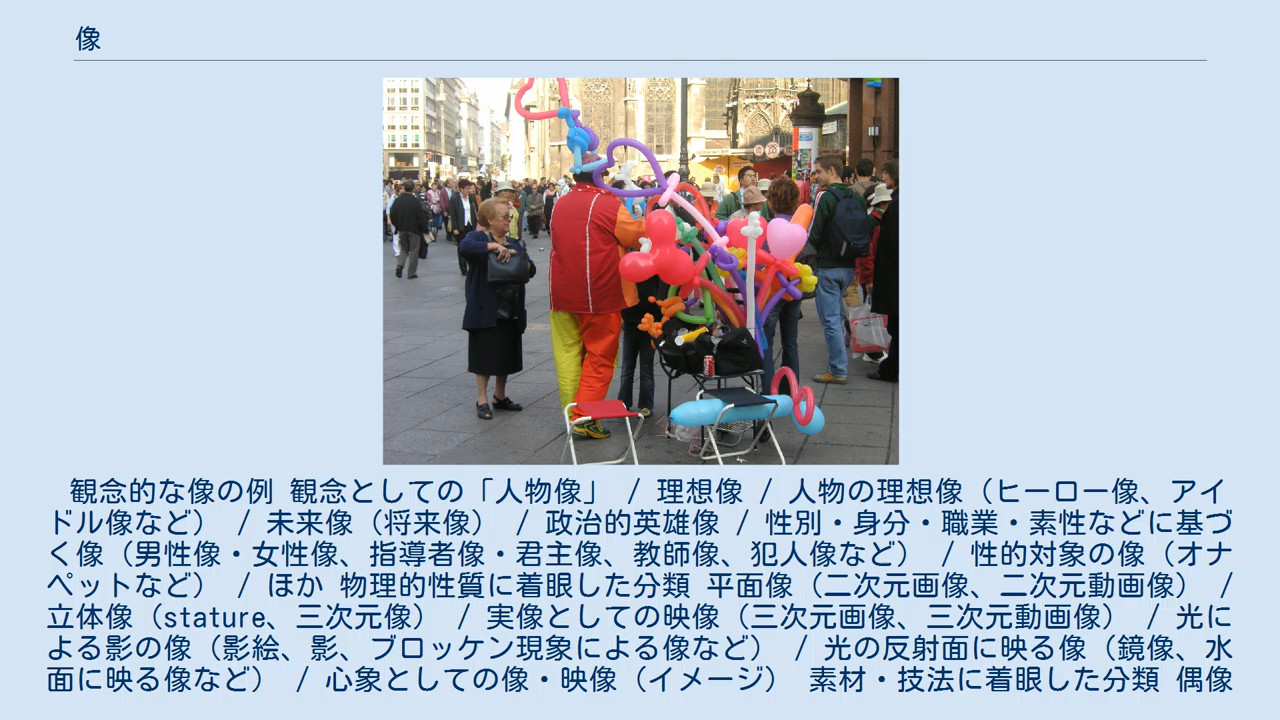 像
観念的な像の例 観念としての「人物像」 / 理想像 / 人物の理想像（ヒーロー像、アイ
ドル像など） / 未来像（将来像） / 政治的英雄像 / 性別・身分・職業・素性などに基づ
く像（男性像・女性像、指導者像・君主像、教師像、犯人像など） / 性的対象の像（オナ
ペットなど） / ほか 物理的性質に着眼した分類 平面像（二次元画像、二次元動画像） /
立体像（stature、三次元像） / 実像としての映像（三次元画像、三次元動画像） / 光に
よる影の像（影絵、影、ブロッケン現象による像など） / 光の反射面に映る像（鏡像、水
面に映る像など） / 心象としての像・映像（イメージ） 素材・技法に着眼した分類 偶像